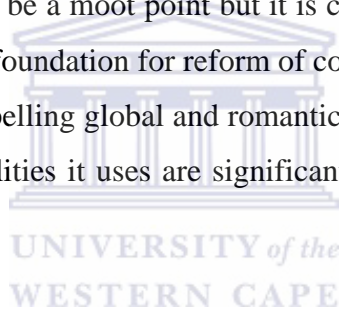 be a moot point but it is c
foundation for reform of co
pelling global and romantic
lities it uses are significant
UNIVERSITY of the
WESTERN CAPE